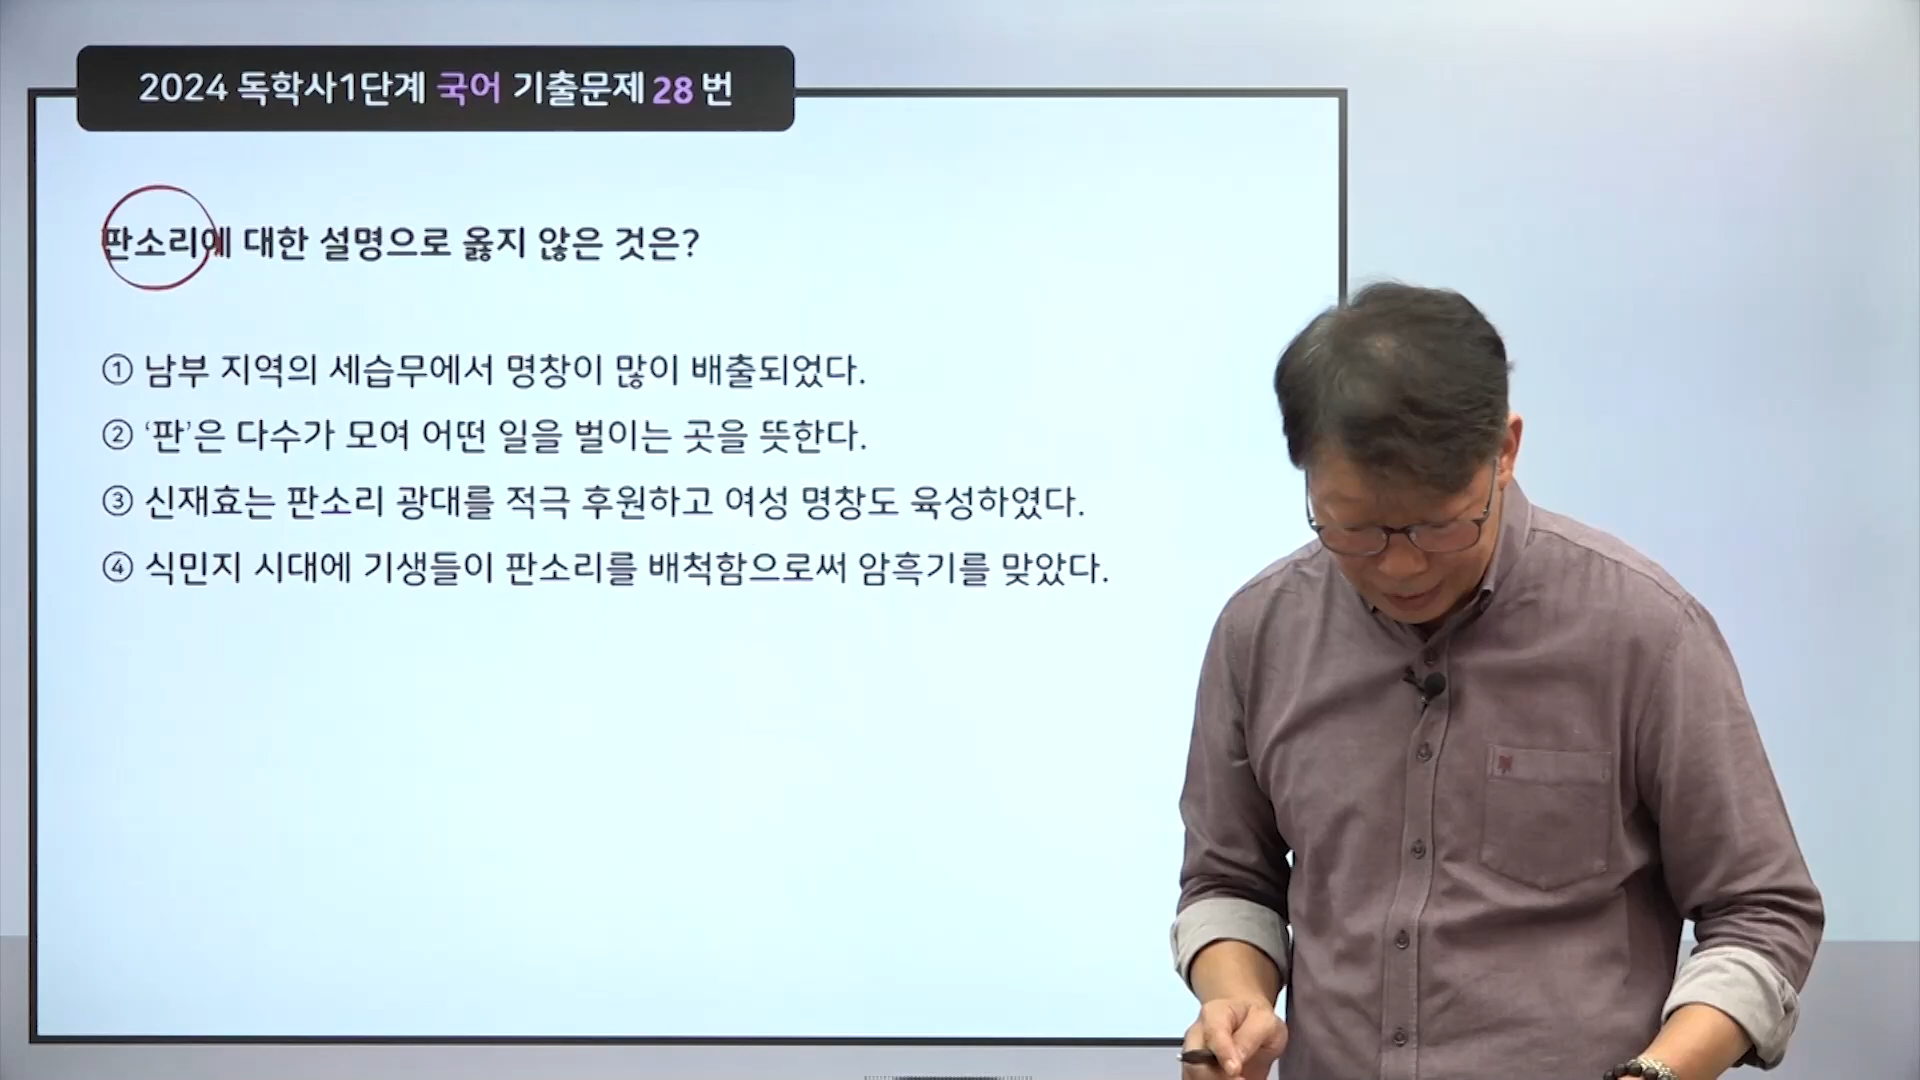 2024 독학사1단계 국어 기출문제 28 번
판소리에 대한 설명으로 옳지 않은 것은?
① 남부 지역의 세습무에서 명창이 많이 배출되었다.
② ‘판’은 다수가 모여 어떤 일을 벌이는 곳을 뜻한다.
③ 신재효는 판소리 광대를 적극 후원하고 여성 명창도 육성하였다.
④ 식민지 시대에 기생들이 판소리를 배척함으로써 암흑기를 맞았다.